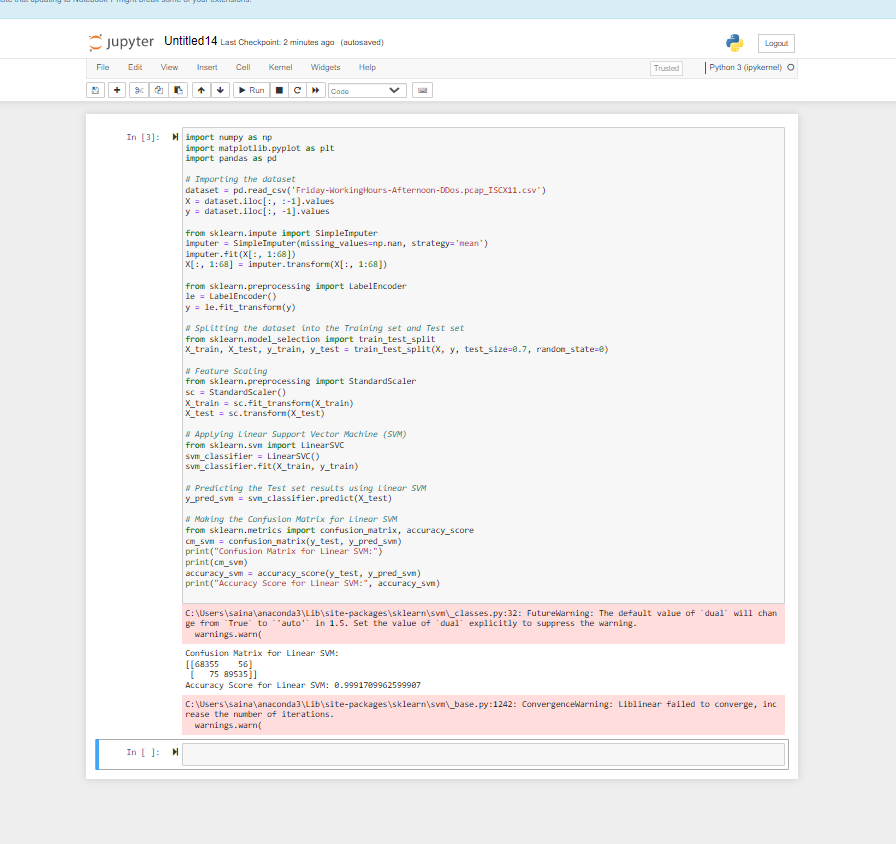 ote that updating to Notebook 7 might break some of your extensions.
jupyter Untitled14 Last Checkpoint: 2 minutes ago (autosaved)
Logout
File Edit View Insert Cell Kernel Widgets Help
Trusted
Python 3 (ipykernel)
Run
Code
In [3]:
import numpy as np
import matplotlib.pyplot as plt
import pandas as pd

# Importing the dataset
dataset = pd.read_csv('Friday-WorkingHours-Afternoon-DDos.pcap_ISCX11.csv')
X = dataset.iloc[:, :-1].values
y = dataset.iloc[:, -1].values

from sklearn.impute import SimpleImputer
imputer = SimpleImputer(missing_values=np.nan, strategy='mean')
imputer.fit(X[:, 1:68])
X[:, 1:68] = imputer.transform(X[:, 1:68])

from sklearn.preprocessing import LabelEncoder
le = LabelEncoder()
y = le.fit_transform(y)

# Splitting the dataset into the Training set and Test set
from sklearn.model_selection import train_test_split
X_train, X_test, y_train, y_test = train_test_split(X, y, test_size=0.7, random_state=0)

# Feature Scaling
from sklearn.preprocessing import StandardScaler
sc = StandardScaler()
X_train = sc.fit_transform(X_train)
X_test = sc.transform(X_test)

# Applying Linear Support Vector Machine (SVM)
from sklearn.svm import LinearSVC
svm_classifier = LinearSVC()
svm_classifier.fit(X_train, y_train)

# Predicting the Test set results using Linear SVM
y_pred_svm = svm_classifier.predict(X_test)

# Making the Confusion Matrix for Linear SVM
from sklearn.metrics import confusion_matrix, accuracy_score
cm_svm = confusion_matrix(y_test, y_pred_svm)
print("Confusion Matrix for Linear SVM:")
print(cm_svm)
accuracy_svm = accuracy_score(y_test, y_pred_svm)
print("Accuracy Score for Linear SVM:", accuracy_svm)

C:\Users\saina\anaconda3\Lib\site-packages\sklearn\svm\_classes.py:32: FutureWarning: The default value of `dual` will chan
ge from `True` to `'auto'` in 1.5. Set the value of `dual` explicitly to suppress the warning.
  warnings.warn(
Confusion Matrix for Linear SVM:
[[68355    56]
 [   75 89535]]
Accuracy Score for Linear SVM: 0.9991709962599907
C:\Users\saina\anaconda3\Lib\site-packages\sklearn\svm\_base.py:1242: ConvergenceWarning: Liblinear failed to converge, inc
rease the number of iterations.
  warnings.warn(
In [ ]: